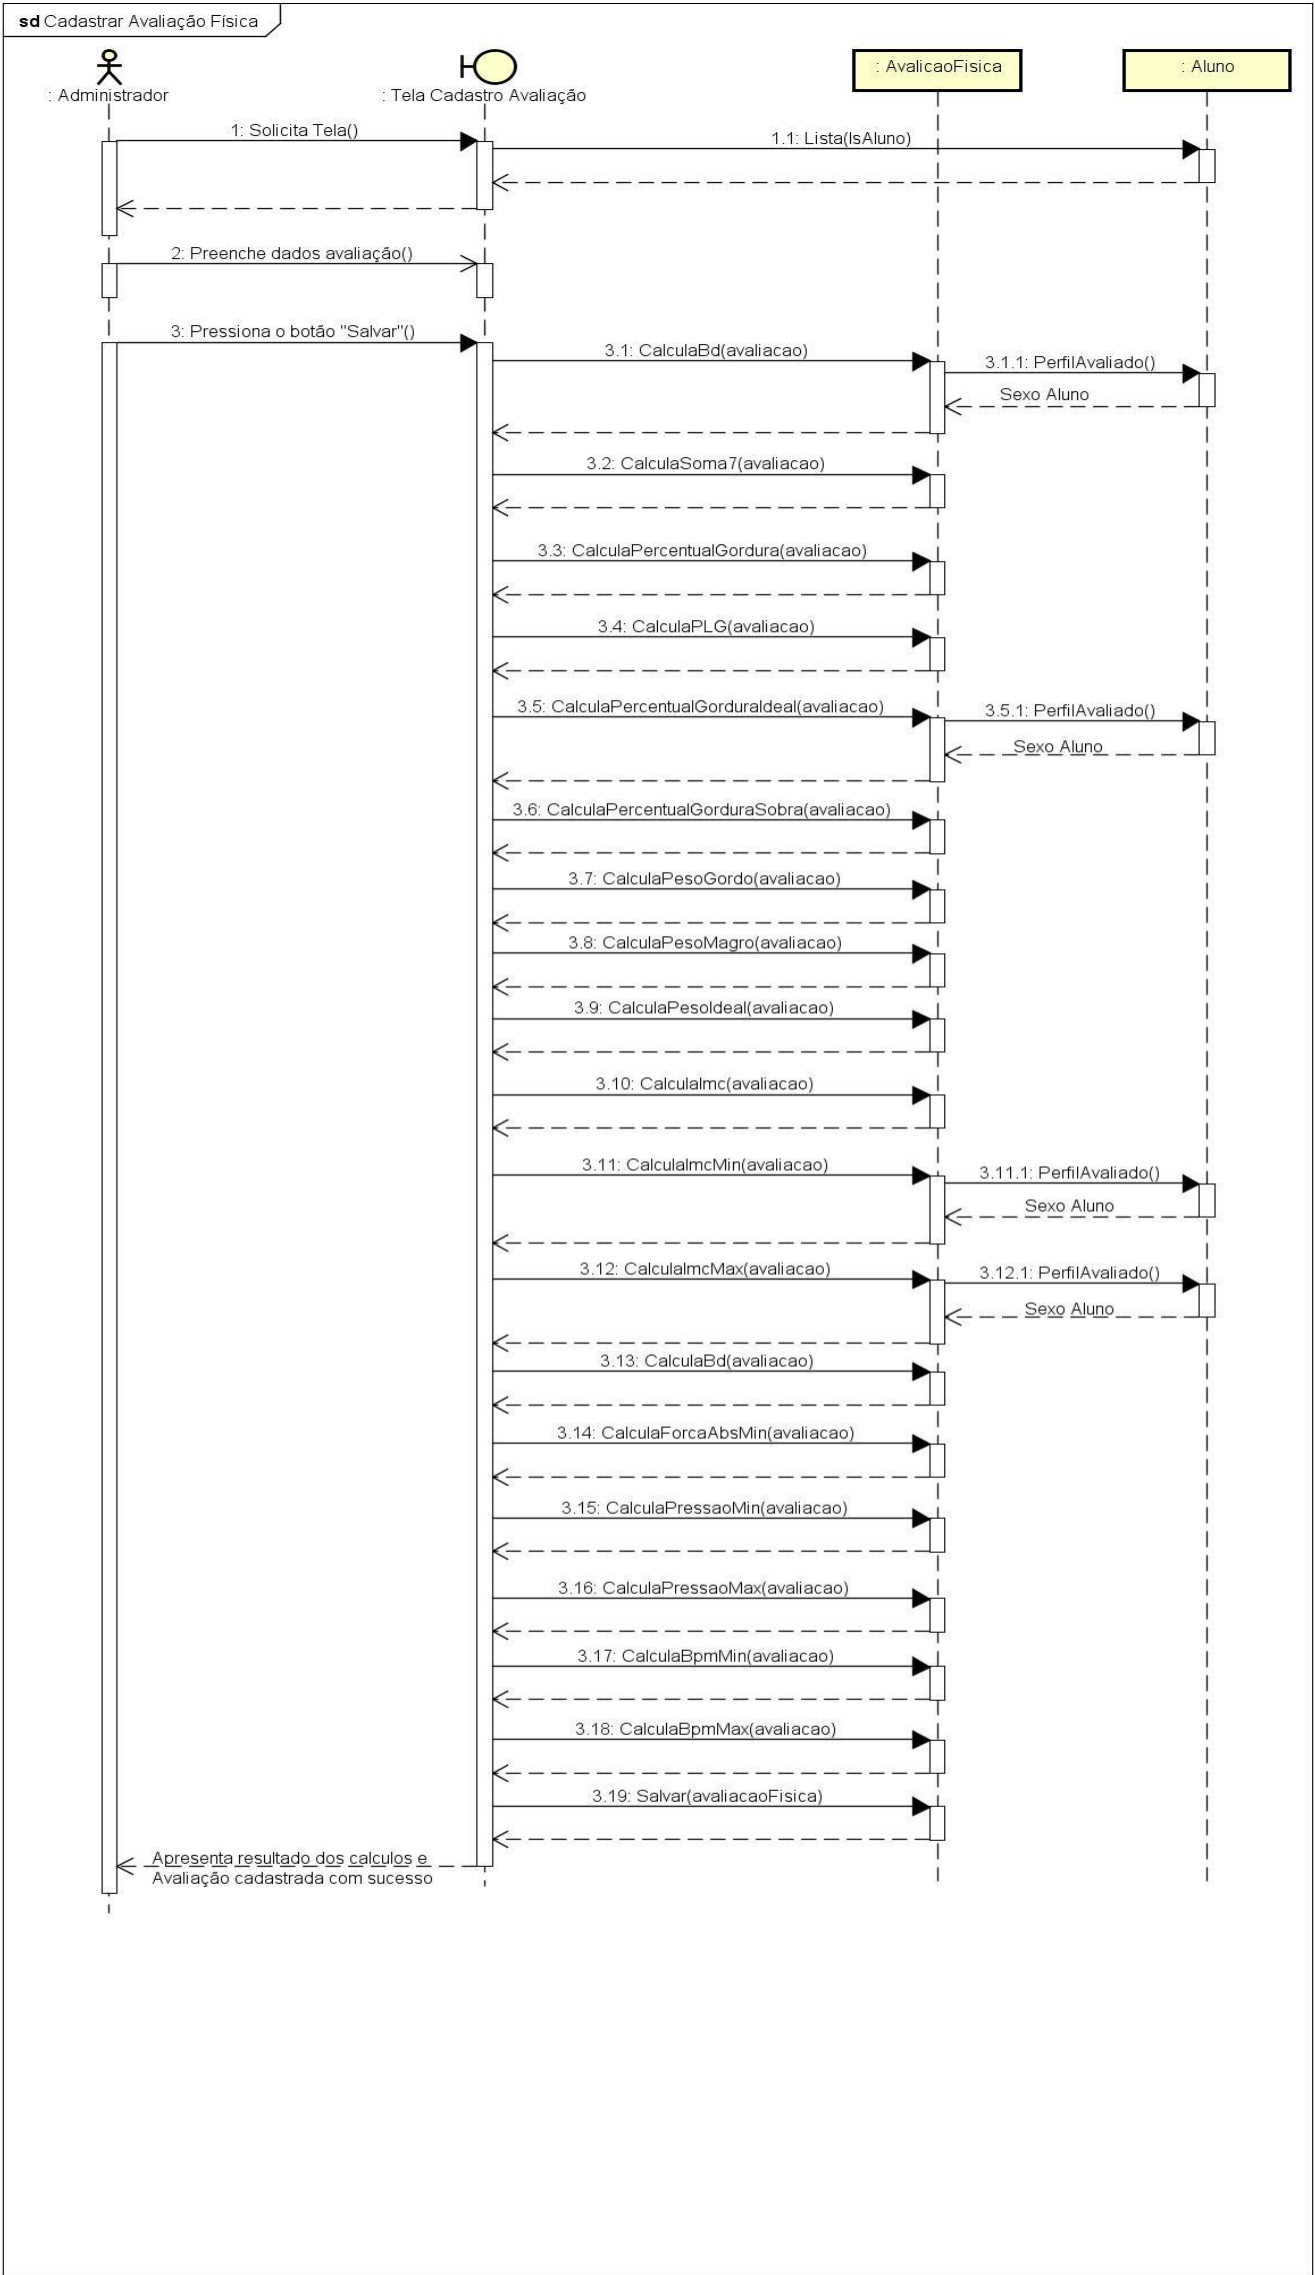 sd Cadastrar Avaliação Física
: Administrador
: Tela Cadastro Avaliação
: AvalicaoFisica
: Aluno
1: Solicita Tela()
1.1: Lista(lsAluno)
2: Preenche dados avaliação()
3: Pressiona o botão "Salvar"()
3.1: CalculaBd(avaliacao)
3.1.1: PerfilAvaliado()
Sexo Aluno
3.2: CalculaSoma7(avaliacao)
3.3: CalculaPercentualGordura(avaliacao)
3.4: CalculaPLG(avaliacao)
3.5: CalculaPercentualGorduraIdeal(avaliacao)
3.5.1: PerfilAvaliado()
Sexo Aluno
3.6: CalculaPercentualGorduraSobra(avaliacao)
3.7: CalculaPesoGordo(avaliacao)
3.8: CalculaPesoMagro(avaliacao)
3.9: CalculaPesoIdeal(avaliacao)
3.10: CalculaImc(avaliacao)
3.11: CalculaImcMin(avaliacao)
3.11.1: PerfilAvaliado()
Sexo Aluno
3.12: CalculaImcMax(avaliacao)
3.12.1: PerfilAvaliado()
Sexo Aluno
3.13: CalculaBd(avaliacao)
3.14: CalculaForcaAbsMin(avaliacao)
3.15: CalculaPressaoMin(avaliacao)
3.16: CalculaPressaoMax(avaliacao)
3.17: CalculaBpmMin(avaliacao)
3.18: CalculaBpmMax(avaliacao)
3.19: Salvar(avaliacaoFisica)
Apresenta resultado dos calculos e
Avaliação cadastrada com sucesso